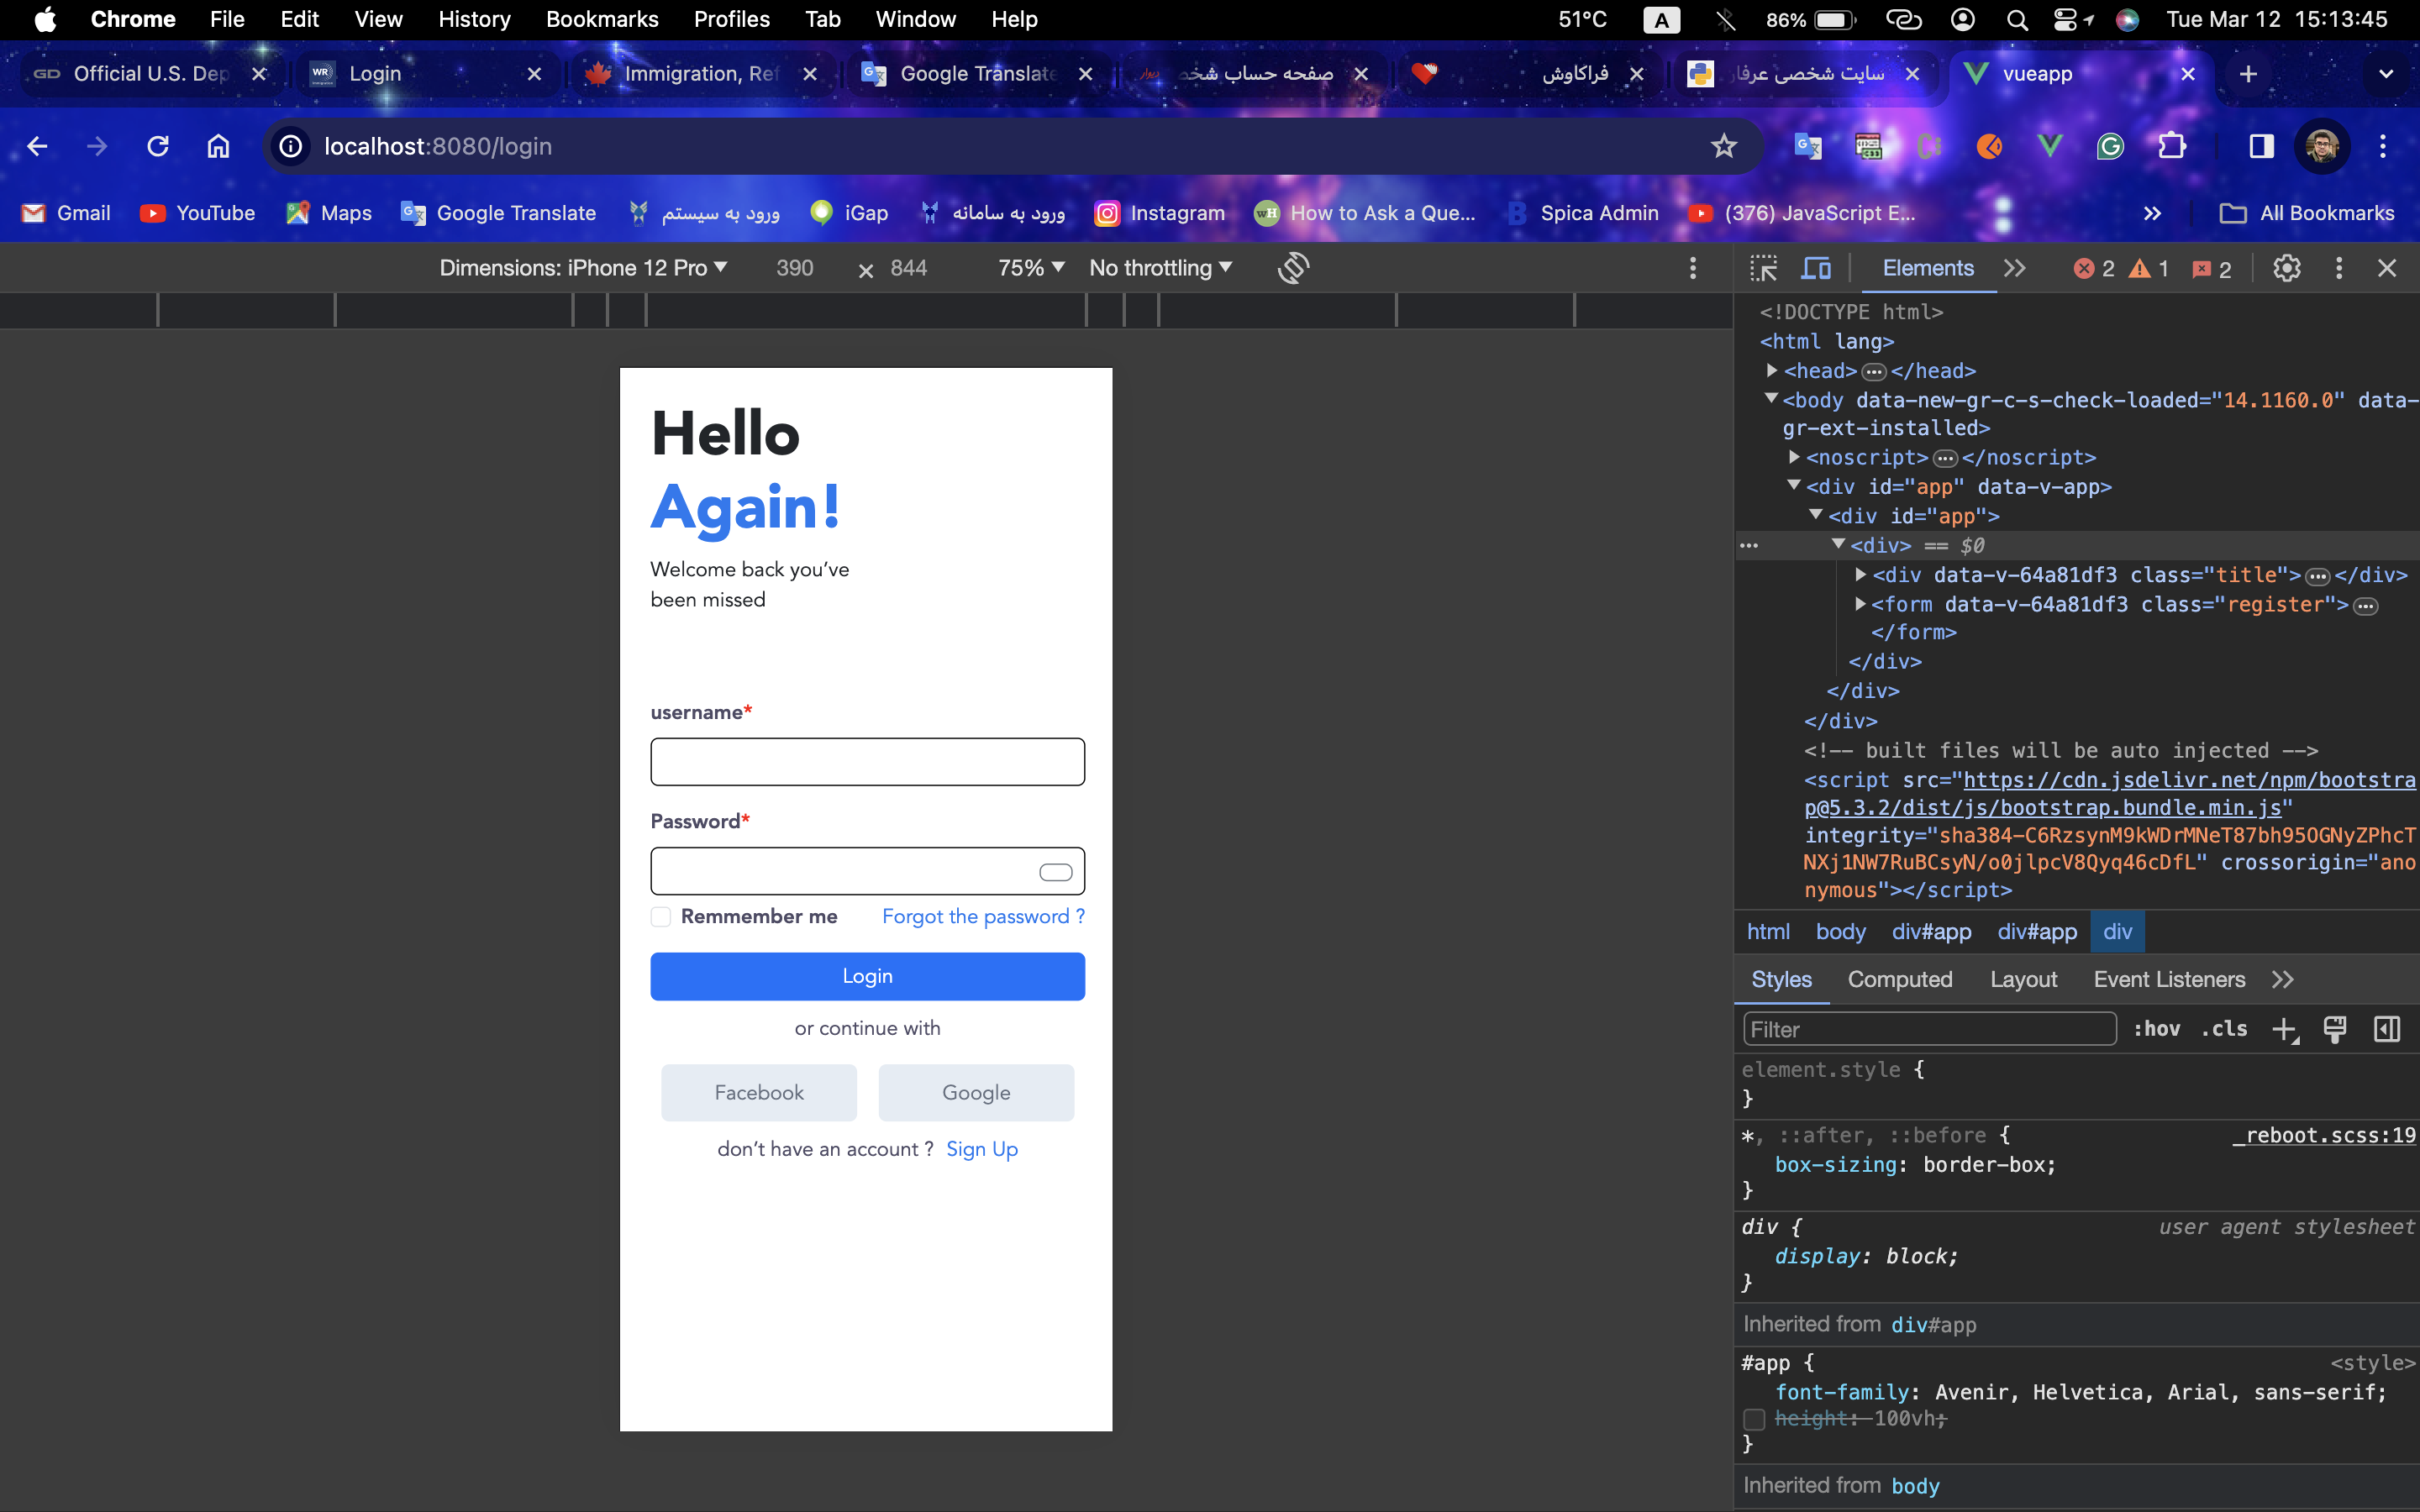 Chrome File Edit View History Bookmarks Profiles Tab Window Help 51°C A 86% Tue Mar 12 15:13:45
GD Official U.S. Dep WR Login Immigration, Ref Google Translate صفحه حساب شخص فراکاوش سایت شخصی عرفا vueapp
localhost:8080/login
Gmail YouTube Maps Google Translate ورود به سیستم iGap ورود به سامانه Instagram wH How to Ask a Que... B Spica Admin (376) JavaScript E... All Bookmarks
Dimensions: iPhone 12 Pro 390 × 844 75% No throttling
Elements 2 1 2
Hello
Again!
Welcome back you've
been missed
username*
Password*
Remmember me Forgot the password ?
Login
or continue with
Facebook Google
don't have an account ? Sign Up
<!DOCTYPE html>
<html lang>
<head>…</head>
<body data-new-gr-c-s-check-loaded="14.1160.0" data-
gr-ext-installed>
<noscript>…</noscript>
<div id="app" data-v-app>
<div id="app">
… <div> == $0
<div data-v-64a81df3 class="title">…</div>
<form data-v-64a81df3 class="register">…
</form>
</div>
</div>
</div>
<!-- built files will be auto injected -->
<script src="https://cdn.jsdelivr.net/npm/bootstra
p@5.3.2/dist/js/bootstrap.bundle.min.js"
integrity="sha384-C6RzsynM9kWDrMNeT87bh95OGNyZPhcT
NXj1NW7RuBCsyN/o0jlpcV8Qyq46cDfL" crossorigin="ano
nymous"></script>
html body div#app div#app div
Styles Computed Layout Event Listeners
Filter :hov .cls
element.style {
}
*, ::after, ::before { _reboot.scss:19
box-sizing: border-box;
}
div { user agent stylesheet
display: block;
}
Inherited from div#app
#app { <style>
font-family: Avenir, Helvetica, Arial, sans-serif;
height: 100vh;
}
Inherited from body